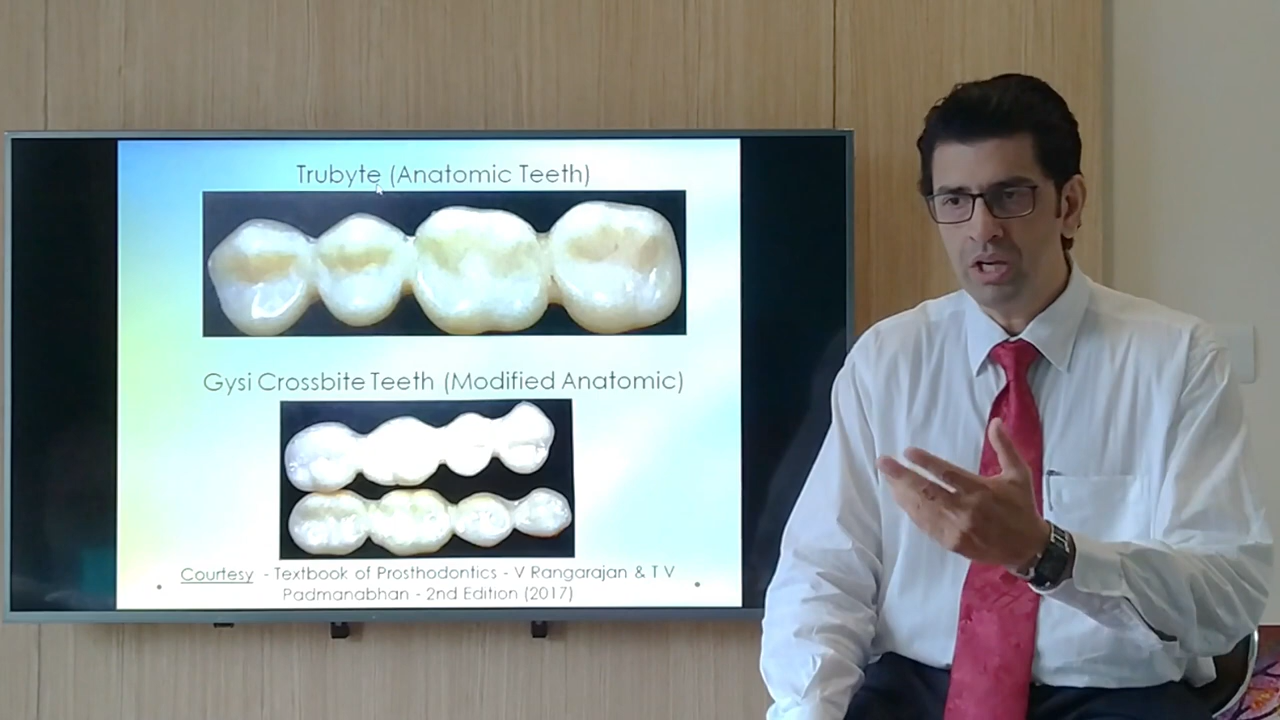 Trubyte (Anatomic Teeth)
Gysi Crossbite Teeth (Modified Anatomic)
Courtesy - Textbook of Prosthodontics - V Rangarajan & T V
Padmanabhan - 2nd Edition (2017)